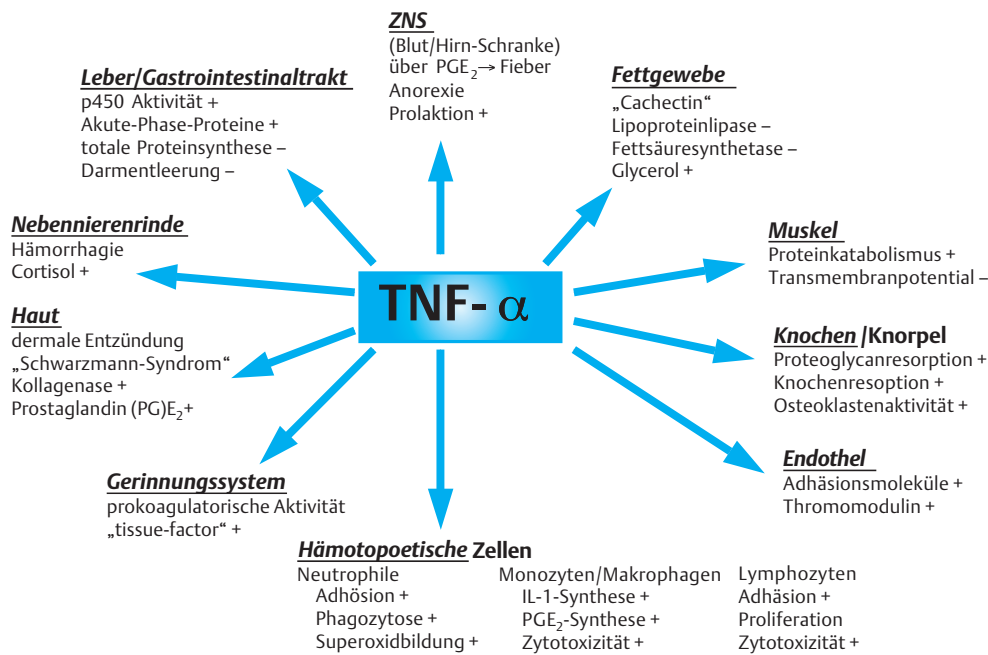 ZNS
(Blut/Hirn-Schranke)
über PGE₂→ Fieber
Anorexie
Prolaktion +
Leber/Gastrointestinaltrakt
p450 Aktivität +
Akute-Phase-Proteine +
totale Proteinsynthese –
Darmentleerung –
Fettgewebe
„Cachectin“
Lipoproteinlipase –
Fettsäuresynthetase –
Glycerol +
Nebennierenrinde
Hämorrhagie
Cortisol +
Muskel
Proteinkatabolismus +
Transmembranpotential –
TNF- α
Haut
dermale Entzündung
„Schwarzmann-Syndrom“
Kollagenase +
Prostaglandin (PG)E₂+
Knochen /Knorpel
Proteoglycanresorption +
Knochenresoption +
Osteoklastenaktivität +
Gerinnungssystem
prokoagulatorische Aktivität
„tissue-factor“ +
Endothel
Adhäsionsmoleküle +
Thromomodulin +
Hämotopoetische Zellen
Neutrophile
Adhösion +
Phagozytose +
Superoxidbildung +
Monozyten/Makrophagen
IL-1-Synthese +
PGE₂-Synthese +
Zytotoxizität +
Lymphozyten
Adhäsion +
Proliferation
Zytotoxizität +